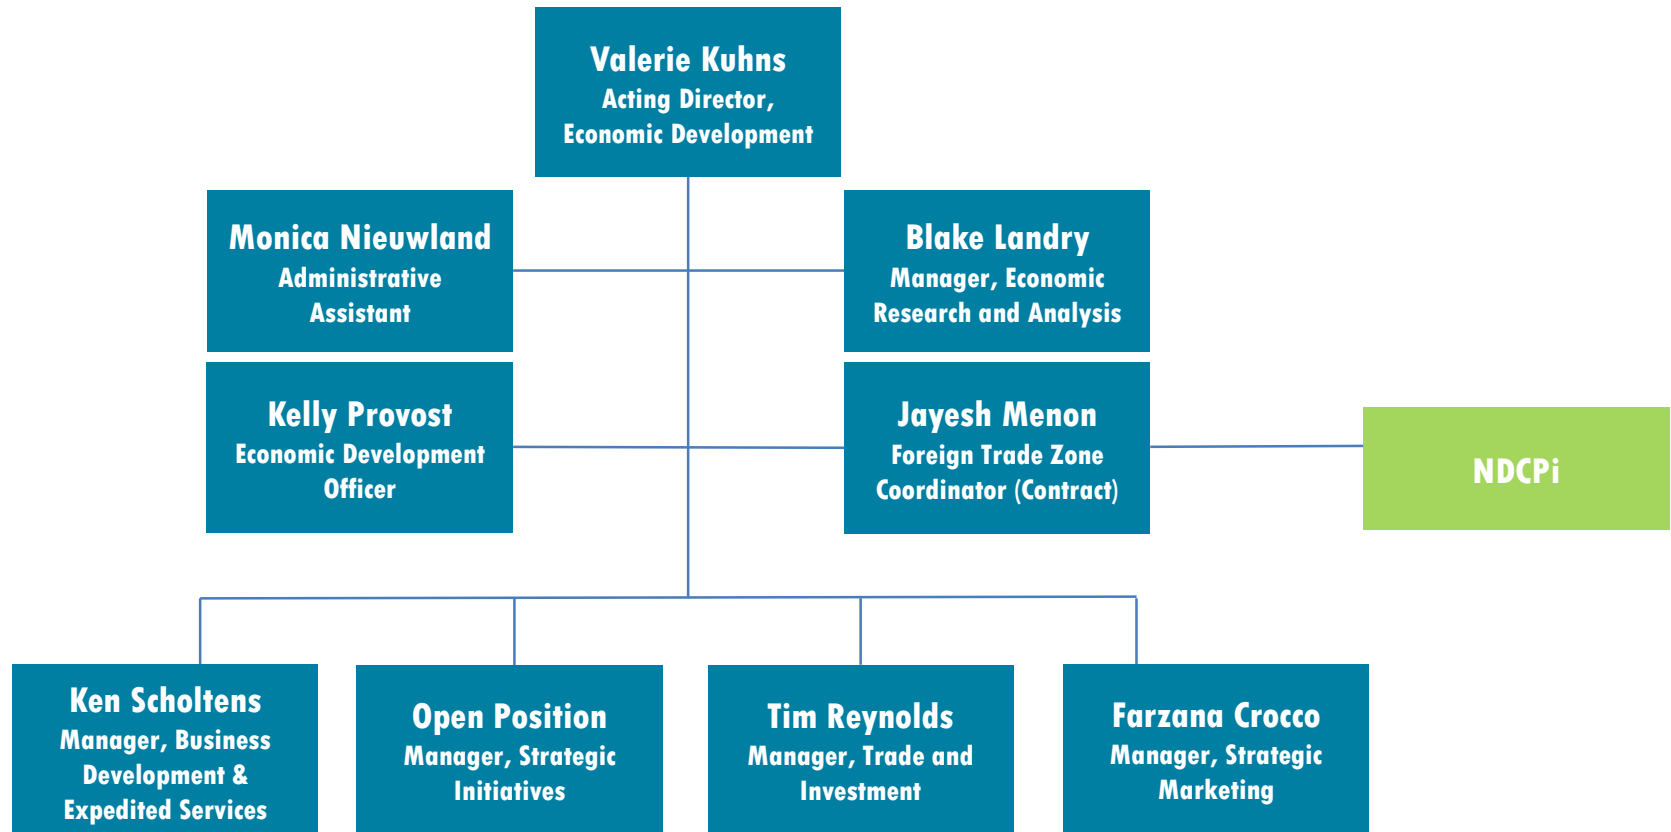 Valerie Kuhns
Acting Director,
Economic Development
Monica Nieuwland
Administrative
Assistant
Blake Landry
Manager, Economic
Research and Analysis
Kelly Provost
Economic Development
Officer
Jayesh Menon
Foreign Trade Zone
Coordinator (Contract)
NDCPi
Ken Scholtens
Manager, Business
Development &
Expedited Services
Open Position
Manager, Strategic
Initiatives
Tim Reynolds
Manager, Trade and
Investment
Farzana Crocco
Manager, Strategic
Marketing